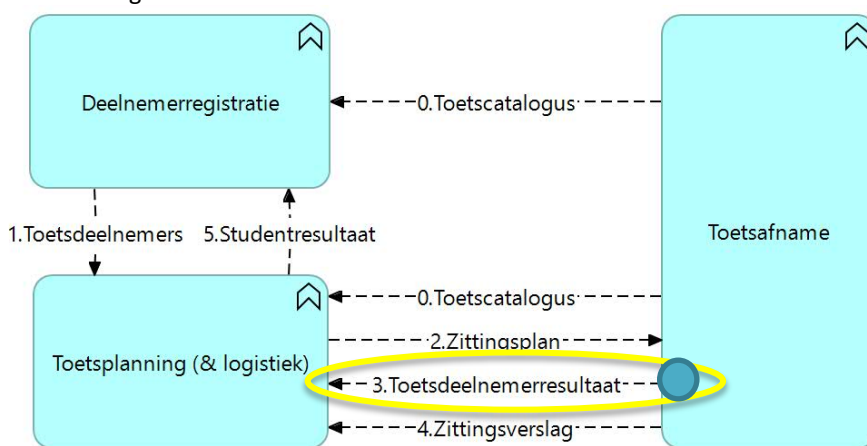 Deelnemerregistratie
0.Toetscatalogus
1.Toetsdeelnemers
5.Studentresultaat
Toetsafname
0.Toetscatalogus
Toetsplanning (& logistiek)
2.Zittingsplan
3.Toetsdeelnemerresultaat
4.Zittingsverslag